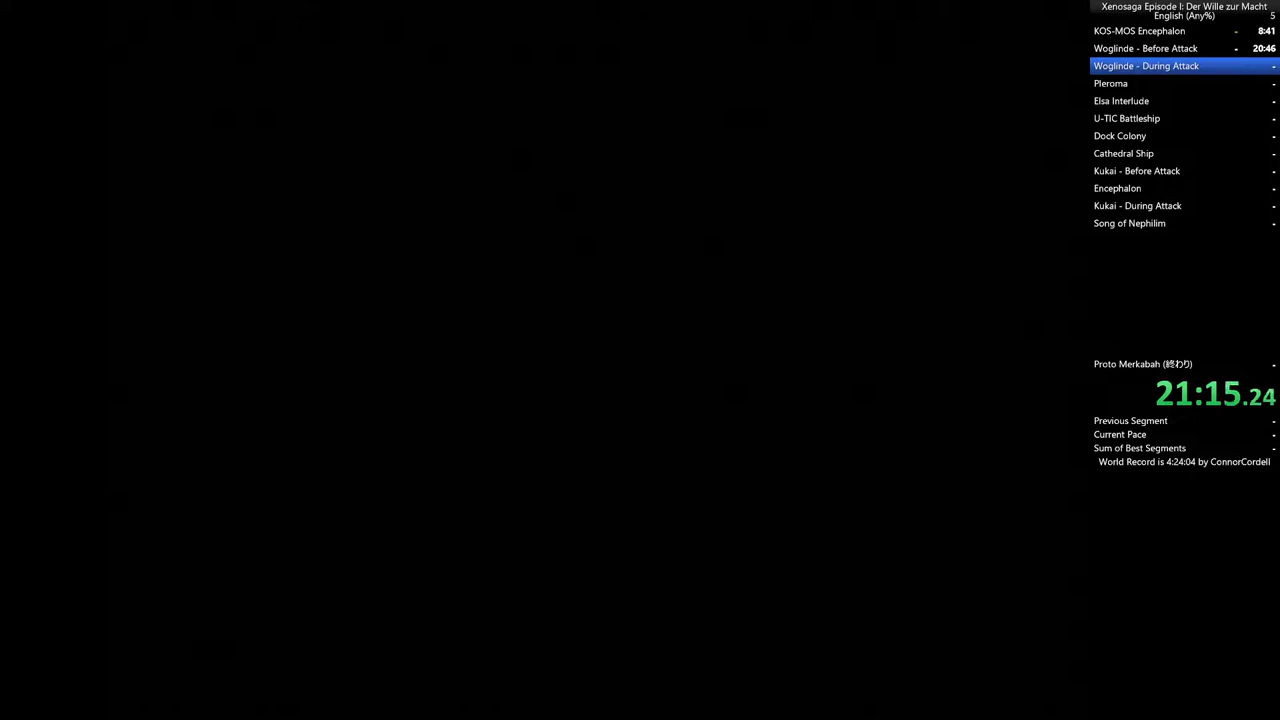 Xenosaga Episode I: Der Wille zur Macht
English (Any%) 5
KOS-MOS Encephalon - 8:41
Woglinde - Before Attack - 20:46
Woglinde - During Attack -
Pleroma -
Elsa Interlude -
U-TIC Battleship -
Dock Colony -
Cathedral Ship -
Kukai - Before Attack -
Encephalon -
Kukai - During Attack -
Song of Nephilim -
Proto Merkabah (終わり) -
21:15.24
Previous Segment -
Current Pace -
Sum of Best Segments -
World Record is 4:24:04 by ConnorCordell